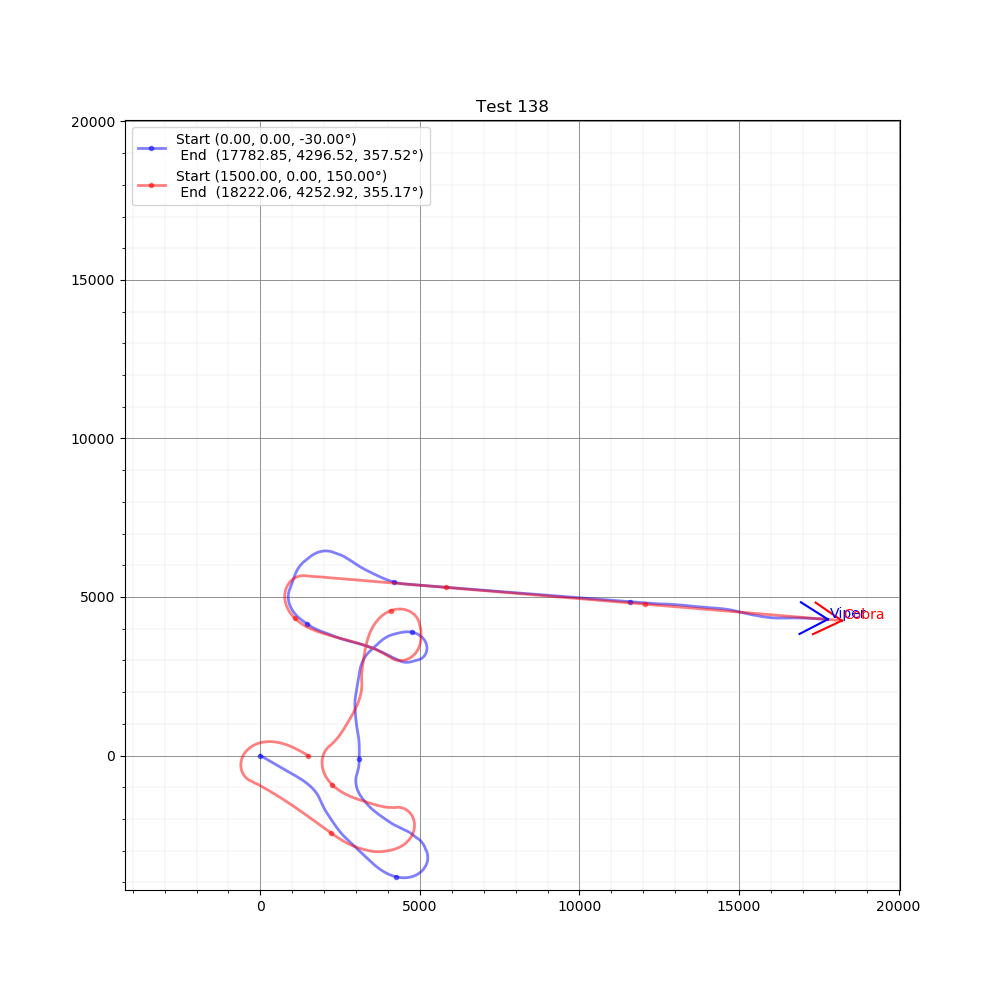 Test 138
20000
Start (0.00, 0.00, -30.00°)
End  (17782.85, 4296.52, 357.52°)
Start (1500.00, 0.00, 150.00°)
End  (18222.06, 4252.92, 355.17°)
15000
10000
5000
Viper
Cobra
0
0 5000 10000 15000 20000